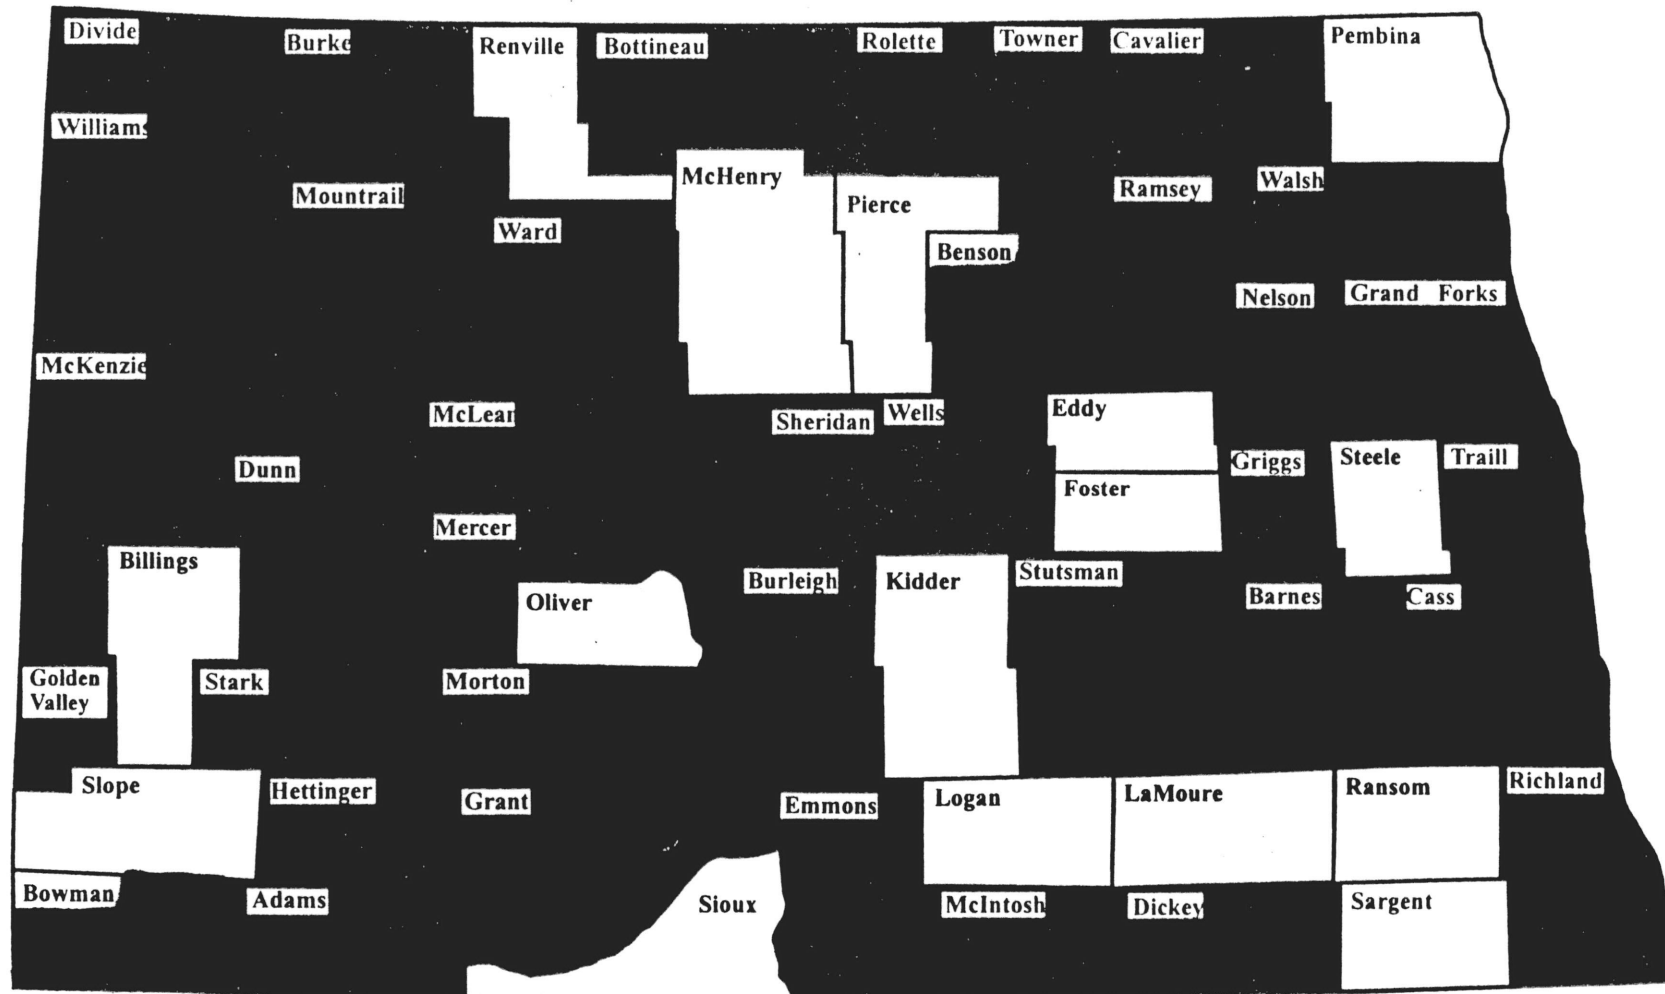 Divide
Burke
Renville
Bottineau
Rolette
Towner
Cavalier
Pembina
Williams
Mountrail
Ward
McHenry
Pierce
Benson
Ramsey
Walsh
Nelson
Grand Forks
McKenzie
McLean
Sheridan
Wells
Eddy
Foster
Griggs
Steele
Traill
Dunn
Mercer
Billings
Oliver
Burleigh
Kidder
Stutsman
Barnes
Cass
Golden
Valley
Stark
Morton
Slope
Hettinger
Grant
Emmons
Logan
LaMoure
Ransom
Richland
Bowman
Adams
Sioux
McIntosh
Dickey
Sargent